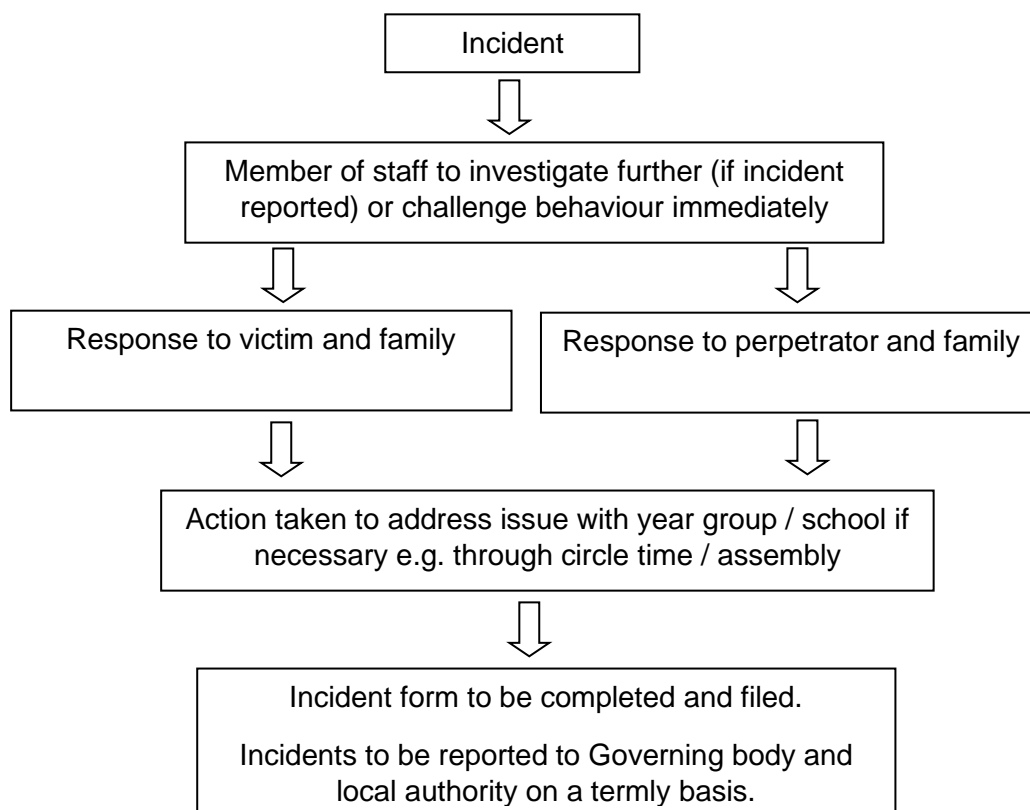 Incident
Member of staff to investigate further (if incident
reported) or challenge behaviour immediately
Response to victim and family
Response to perpetrator and family
Action taken to address issue with year group / school if
necessary e.g. through circle time / assembly
Incident form to be completed and filed.
Incidents to be reported to Governing body and
local authority on a termly basis.